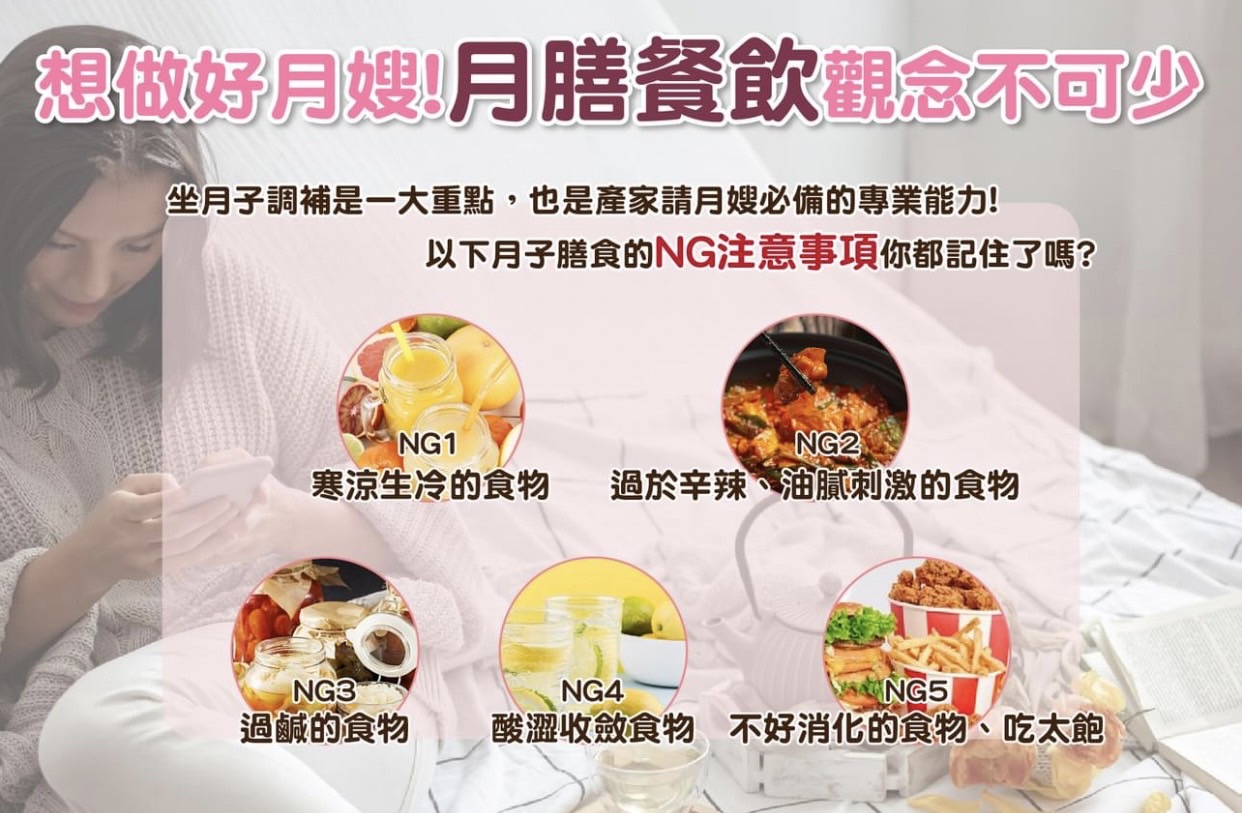 想做好月嫂!月膳餐飲觀念不可少
坐月子調補是一大重點，也是產家請月嫂必備的專業能力!
以下月子膳食的NG注意事項你都記住了嗎?
NG1
寒涼生冷的食物
NG2
過於辛辣、油膩刺激的食物
NG3
過鹹的食物
NG4
酸澀收斂食物
NG5
不好消化的食物、吃太飽